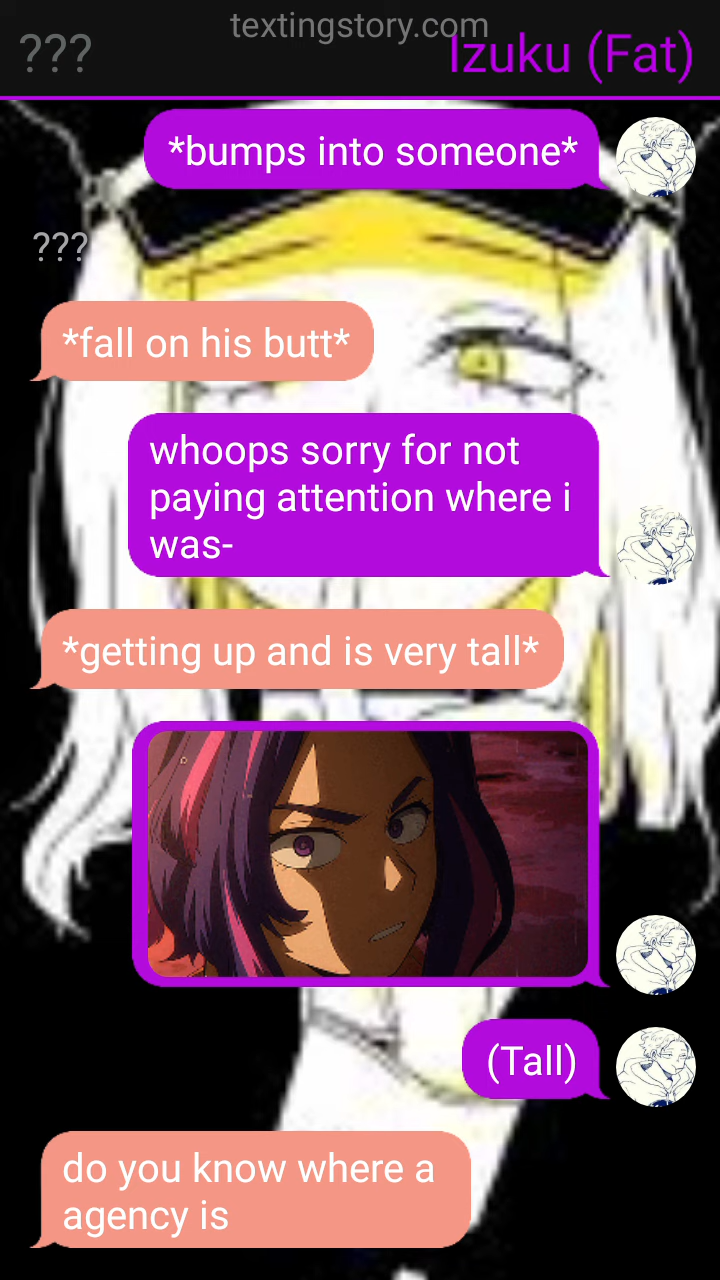 textingstory.com
???
Izuku (Fat)
*bumps into someone*
???
*fall on his butt*
whoops sorry for not
paying attention where i
was-
*getting up and is very tall*
(Tall)
do you know where a
agency is